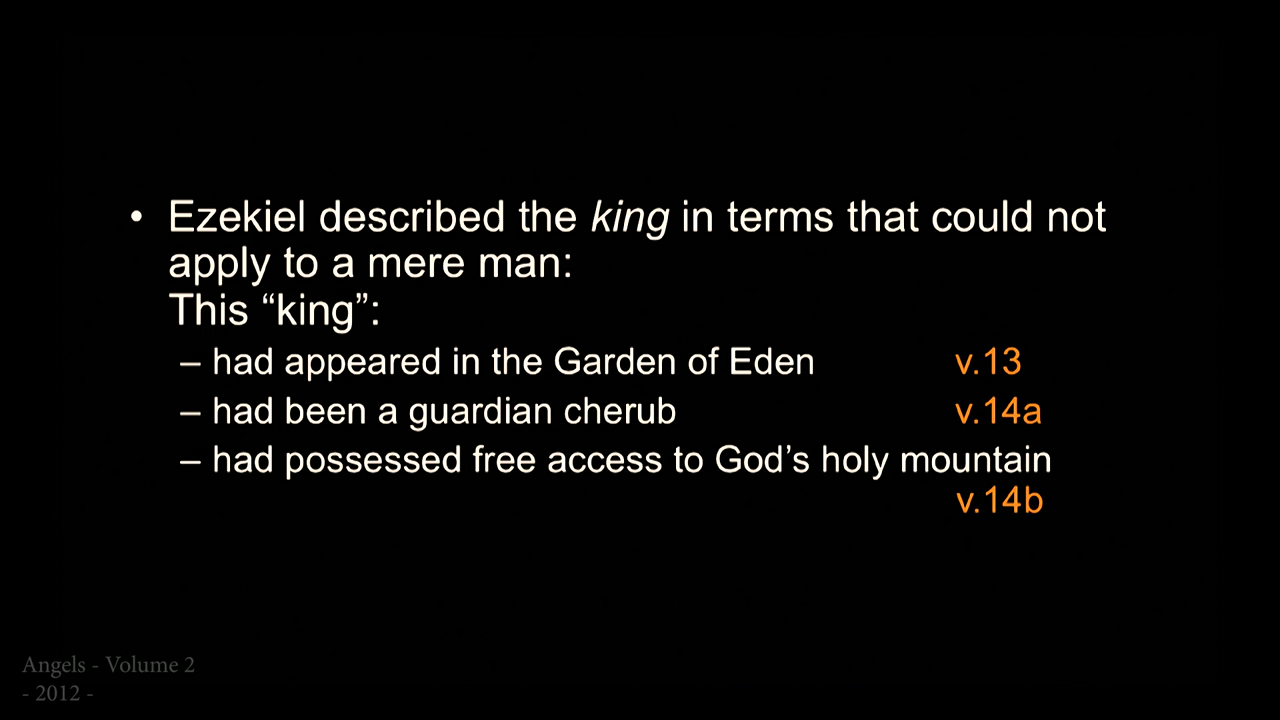 • Ezekiel described the king in terms that could not
apply to a mere man:
This “king”:
– had appeared in the Garden of Eden v.13
– had been a guardian cherub v.14a
– had possessed free access to God’s holy mountain
v.14b
Angels - Volume 2
- 2012 -